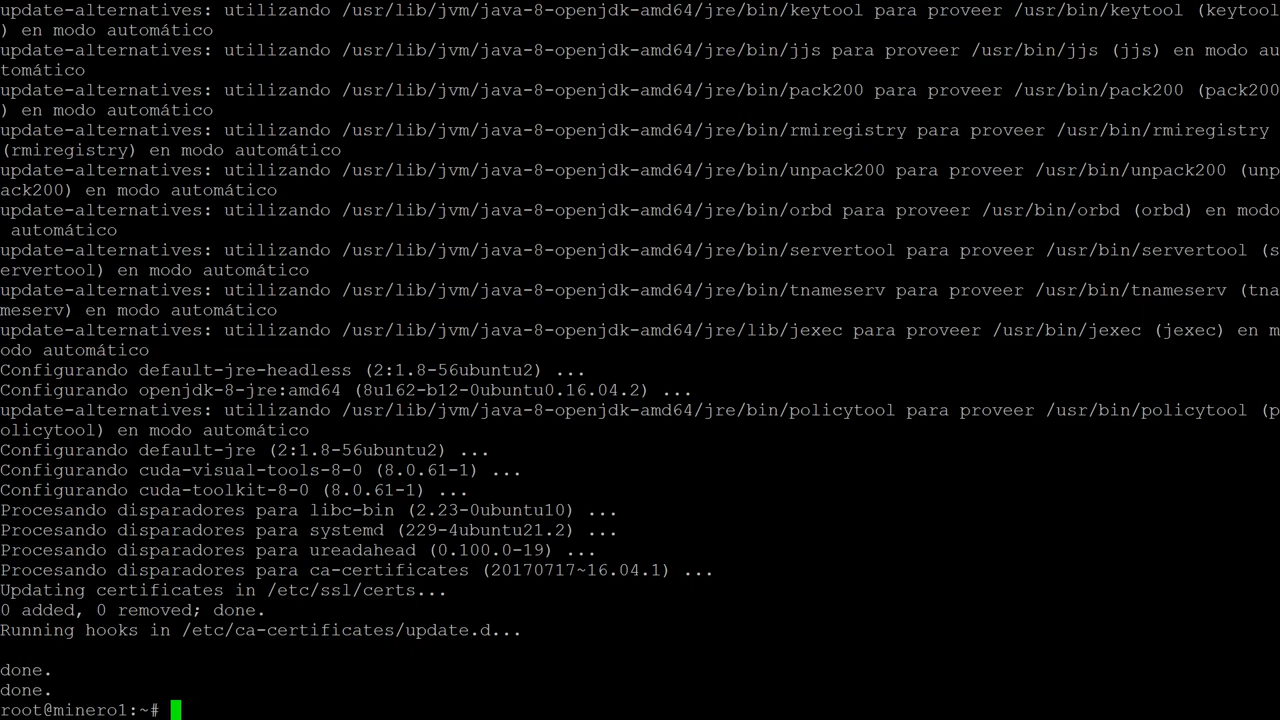 update-alternatives: utilizando /usr/lib/jvm/java-8-openjdk-amd64/jre/bin/keytool para proveer /usr/bin/keytool (keytool
) en modo automático
update-alternatives: utilizando /usr/lib/jvm/java-8-openjdk-amd64/jre/bin/jjs para proveer /usr/bin/jjs (jjs) en modo au
tomático
update-alternatives: utilizando /usr/lib/jvm/java-8-openjdk-amd64/jre/bin/pack200 para proveer /usr/bin/pack200 (pack200
) en modo automático
update-alternatives: utilizando /usr/lib/jvm/java-8-openjdk-amd64/jre/bin/rmiregistry para proveer /usr/bin/rmiregistry
(rmiregistry) en modo automático
update-alternatives: utilizando /usr/lib/jvm/java-8-openjdk-amd64/jre/bin/unpack200 para proveer /usr/bin/unpack200 (unp
ack200) en modo automático
update-alternatives: utilizando /usr/lib/jvm/java-8-openjdk-amd64/jre/bin/orbd para proveer /usr/bin/orbd (orbd) en modo
 automático
update-alternatives: utilizando /usr/lib/jvm/java-8-openjdk-amd64/jre/bin/servertool para proveer /usr/bin/servertool (s
ervertool) en modo automático
update-alternatives: utilizando /usr/lib/jvm/java-8-openjdk-amd64/jre/bin/tnameserv para proveer /usr/bin/tnameserv (tna
meserv) en modo automático
update-alternatives: utilizando /usr/lib/jvm/java-8-openjdk-amd64/jre/lib/jexec para proveer /usr/bin/jexec (jexec) en m
odo automático
Configurando default-jre-headless (2:1.8-56ubuntu2) ...
Configurando openjdk-8-jre:amd64 (8u162-b12-0ubuntu0.16.04.2) ...
update-alternatives: utilizando /usr/lib/jvm/java-8-openjdk-amd64/jre/bin/policytool para proveer /usr/bin/policytool (p
olicytool) en modo automático
Configurando default-jre (2:1.8-56ubuntu2) ...
Configurando cuda-visual-tools-8-0 (8.0.61-1) ...
Configurando cuda-toolkit-8-0 (8.0.61-1) ...
Procesando disparadores para libc-bin (2.23-0ubuntu10) ...
Procesando disparadores para systemd (229-4ubuntu21.2) ...
Procesando disparadores para ureadahead (0.100.0-19) ...
Procesando disparadores para ca-certificates (20170717~16.04.1) ...
Updating certificates in /etc/ssl/certs...
0 added, 0 removed; done.
Running hooks in /etc/ca-certificates/update.d...
done.
done.
root@minero1:~#